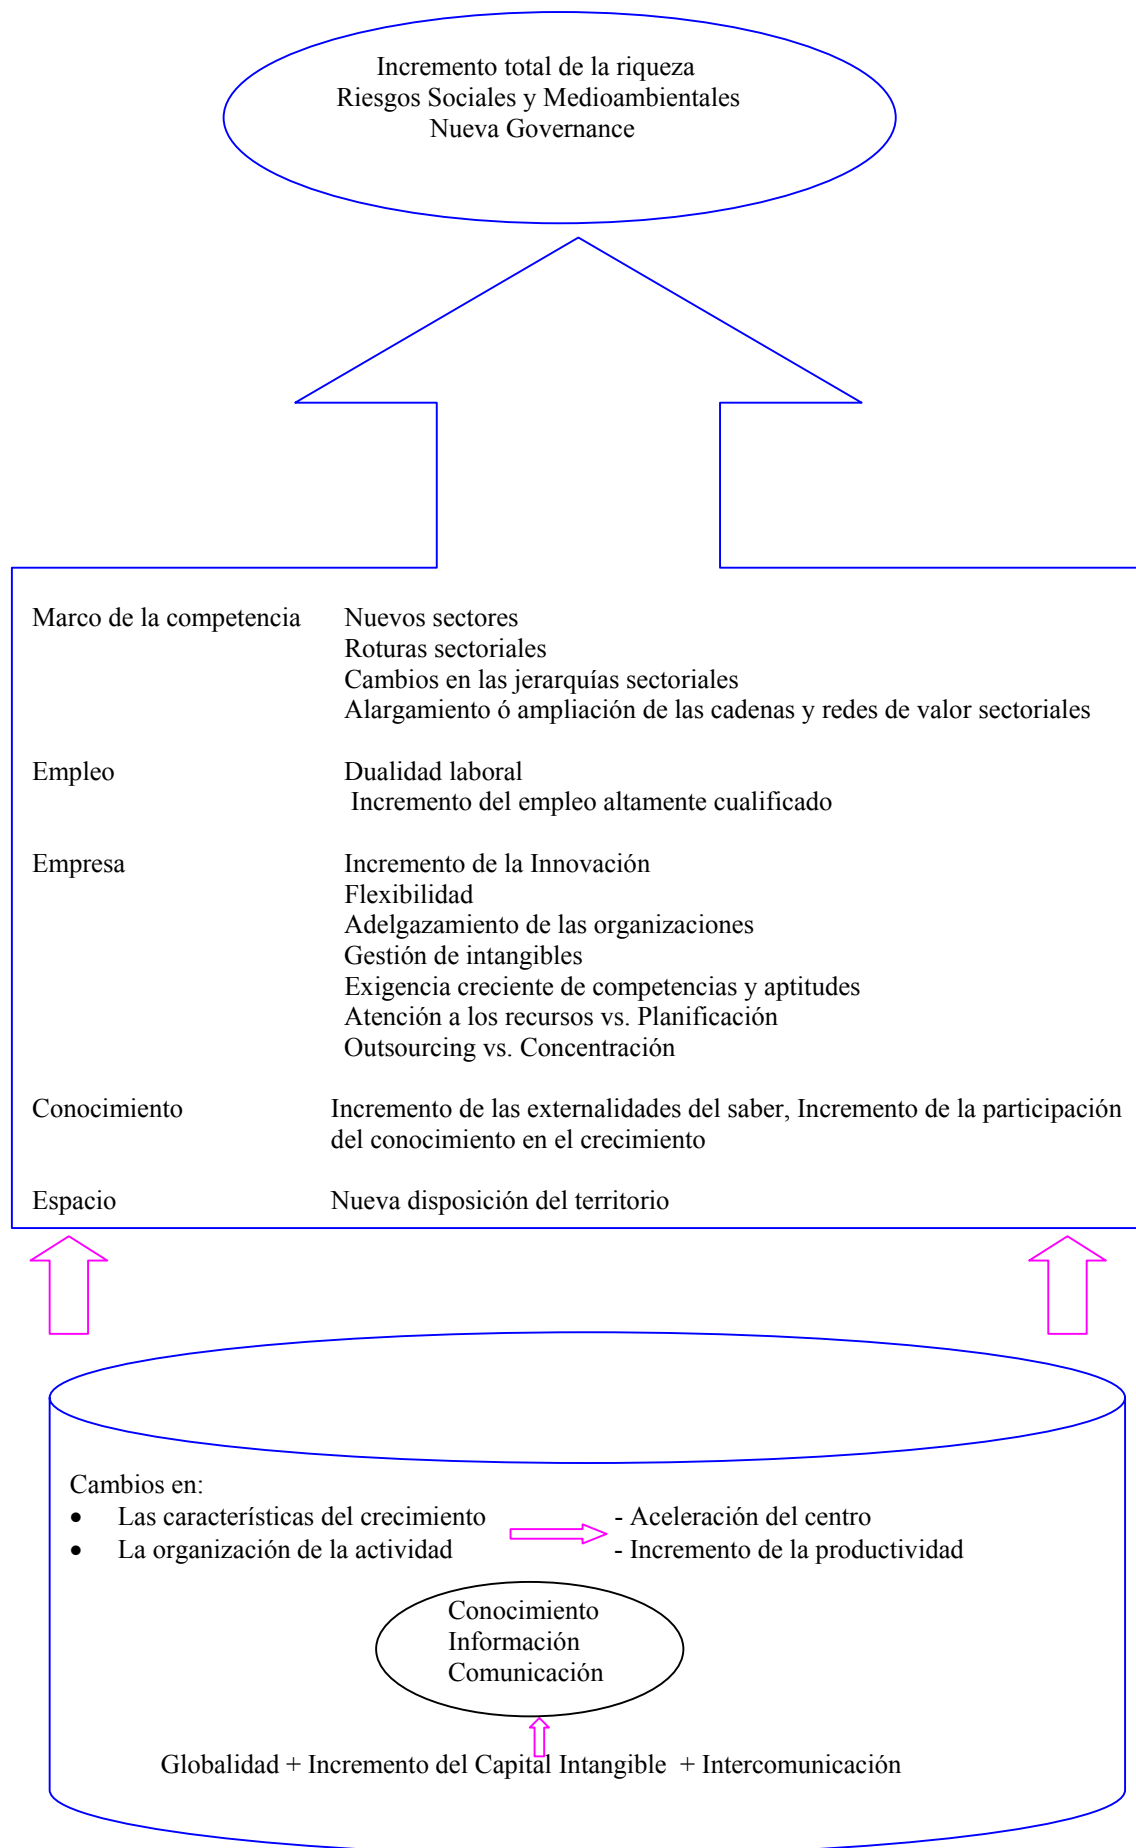 Incremento total de la riqueza
Riesgos Sociales y Medioambientales
Nueva Governance
Marco de la competencia Nuevos sectores
Roturas sectoriales
Cambios en las jerarquías sectoriales
Alargamiento ó ampliación de las cadenas y redes de valor sectoriales
Empleo Dualidad laboral
Incremento del empleo altamente cualificado
Empresa Incremento de la Innovación
Flexibilidad
Adelgazamiento de las organizaciones
Gestión de intangibles
Exigencia creciente de competencias y aptitudes
Atención a los recursos vs. Planificación
Outsourcing vs. Concentración
Conocimiento Incremento de las externalidades del saber, Incremento de la participación
del conocimiento en el crecimiento
Espacio Nueva disposición del territorio
Cambios en:
• Las características del crecimiento - Aceleración del centro
• La organización de la actividad - Incremento de la productividad
Conocimiento
Información
Comunicación
Globalidad + Incremento del Capital Intangible + Intercomunicación